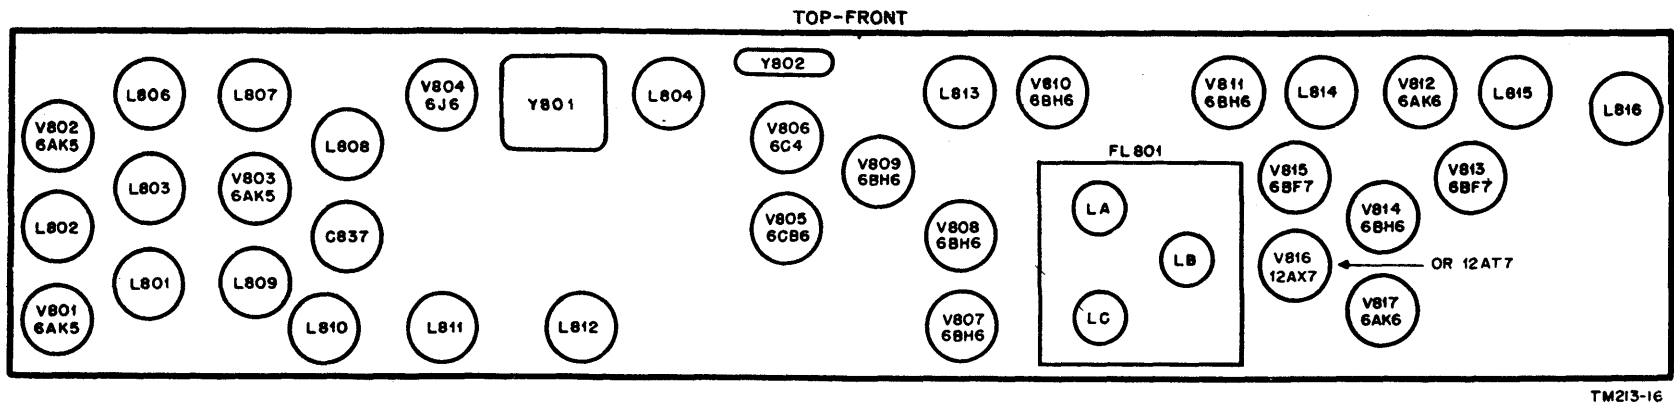 TOP-FRONT
V802
6AK5
L802
V801
6AK5
L806
L803
L801
L807
V803
6AK5
L809
L808
C837
L810
V804
6J6
L811
Y801
L812
L804
Y802
V806
6C4
V805
6CB6
V809
6BH6
L813
V808
6BH6
V807
6BH6
V810
6BH6
FL801
LA
LB
LC
V811
6BH6
L814
V812
6AK6
L815
L816
V815
6BF7
V813
6BF7
V814
6BH6
V816
12AX7
OR 12AT7
V817
6AK6
TM213-16